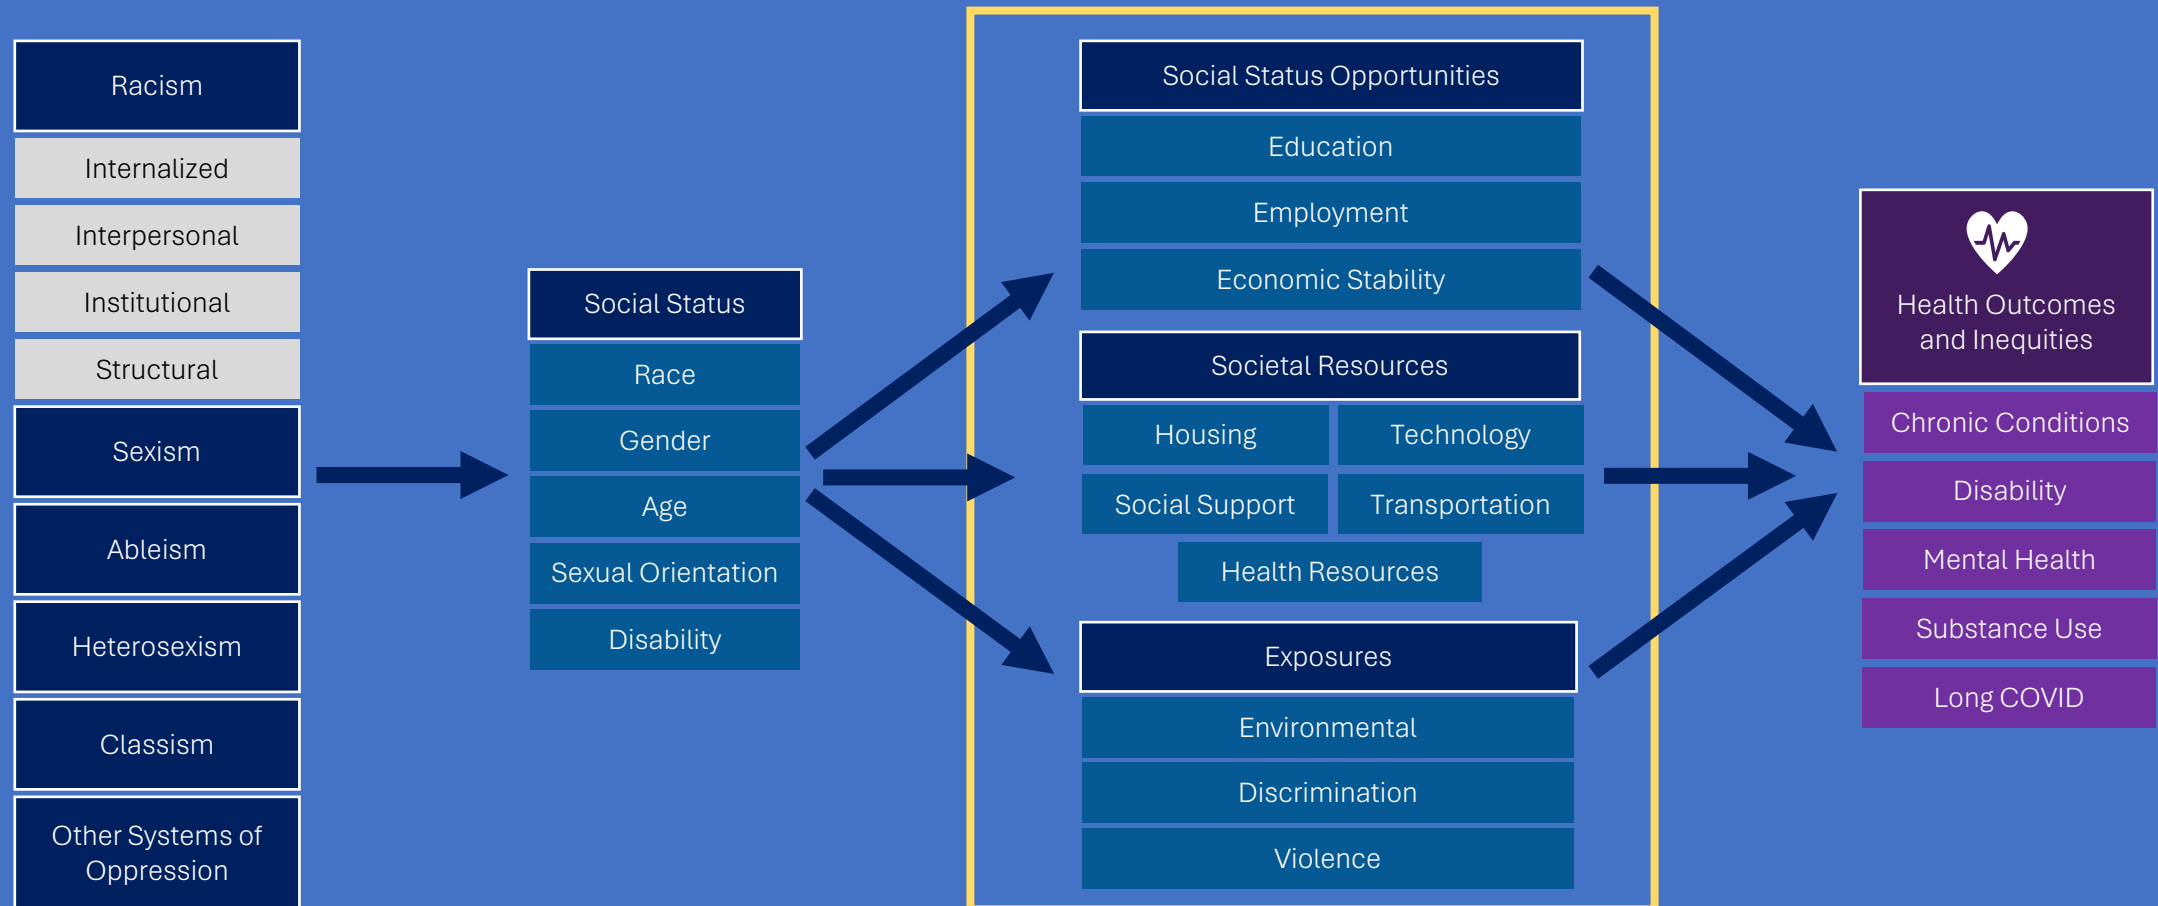 Racism
Internalized
Interpersonal
Institutional
Structural
Sexism
Ableism
Heterosexism
Classism
Other Systems of
Oppression
Social Status
Race
Gender
Age
Sexual Orientation
Disability
Social Status Opportunities
Education
Employment
Economic Stability
Societal Resources
Housing
Technology
Social Support
Transportation
Health Resources
Exposures
Environmental
Discrimination
Violence
Health Outcomes
and Inequities
Chronic Conditions
Disability
Mental Health
Substance Use
Long COVID